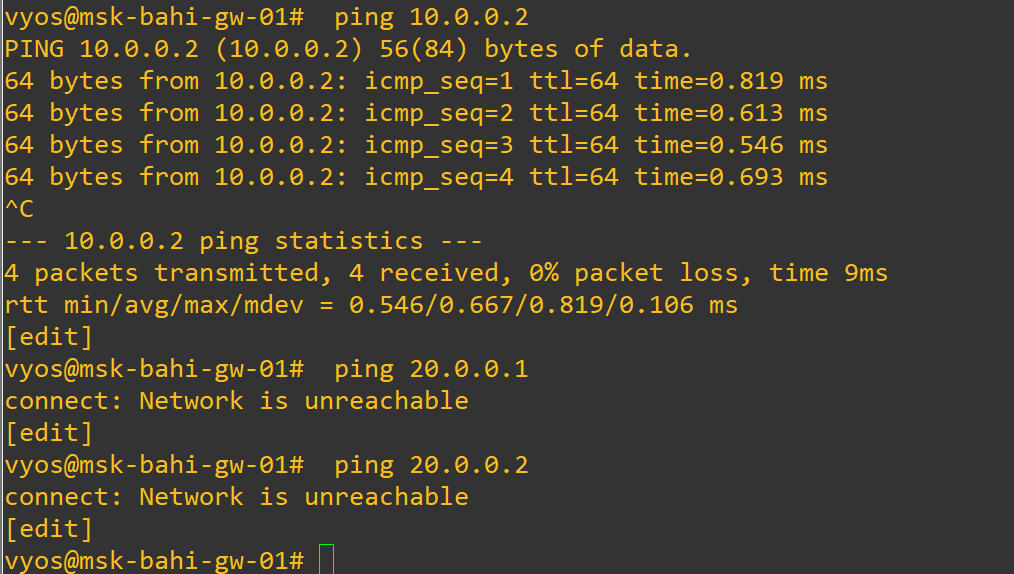 vyos@msk-bahi-gw-01#  ping 10.0.0.2
PING 10.0.0.2 (10.0.0.2) 56(84) bytes of data.
64 bytes from 10.0.0.2: icmp_seq=1 ttl=64 time=0.819 ms
64 bytes from 10.0.0.2: icmp_seq=2 ttl=64 time=0.613 ms
64 bytes from 10.0.0.2: icmp_seq=3 ttl=64 time=0.546 ms
64 bytes from 10.0.0.2: icmp_seq=4 ttl=64 time=0.693 ms
^C
--- 10.0.0.2 ping statistics ---
4 packets transmitted, 4 received, 0% packet loss, time 9ms
rtt min/avg/max/mdev = 0.546/0.667/0.819/0.106 ms
[edit]
vyos@msk-bahi-gw-01#  ping 20.0.0.1
connect: Network is unreachable
[edit]
vyos@msk-bahi-gw-01#  ping 20.0.0.2
connect: Network is unreachable
[edit]
vyos@msk-bahi-gw-01#